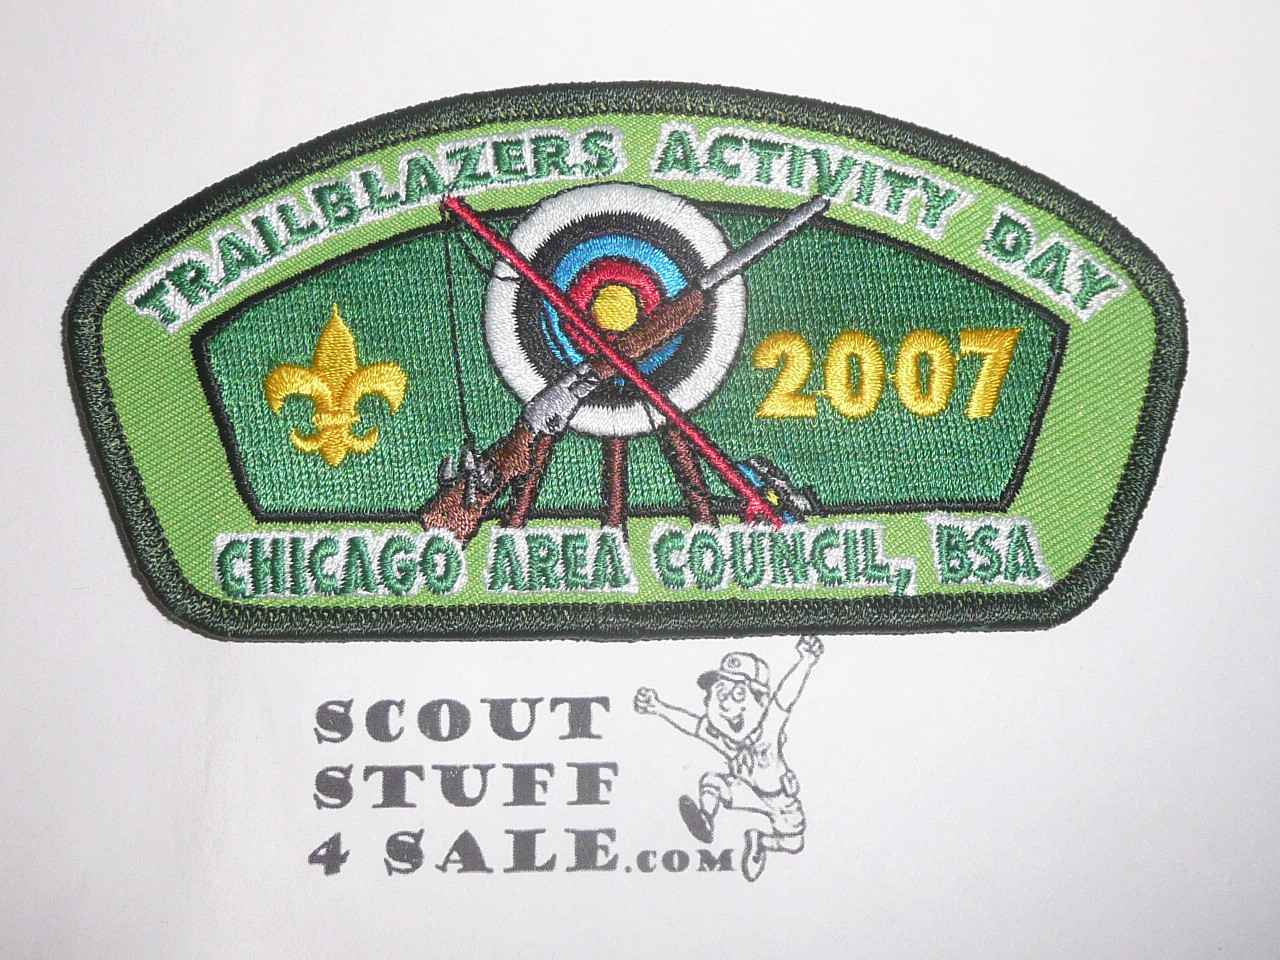 TRAILBLAZERS ACTIVITY DAY
2007
CHICAGO AREA COUNCIL, BSA
SCOUT
STUFF
4 SALE.COM